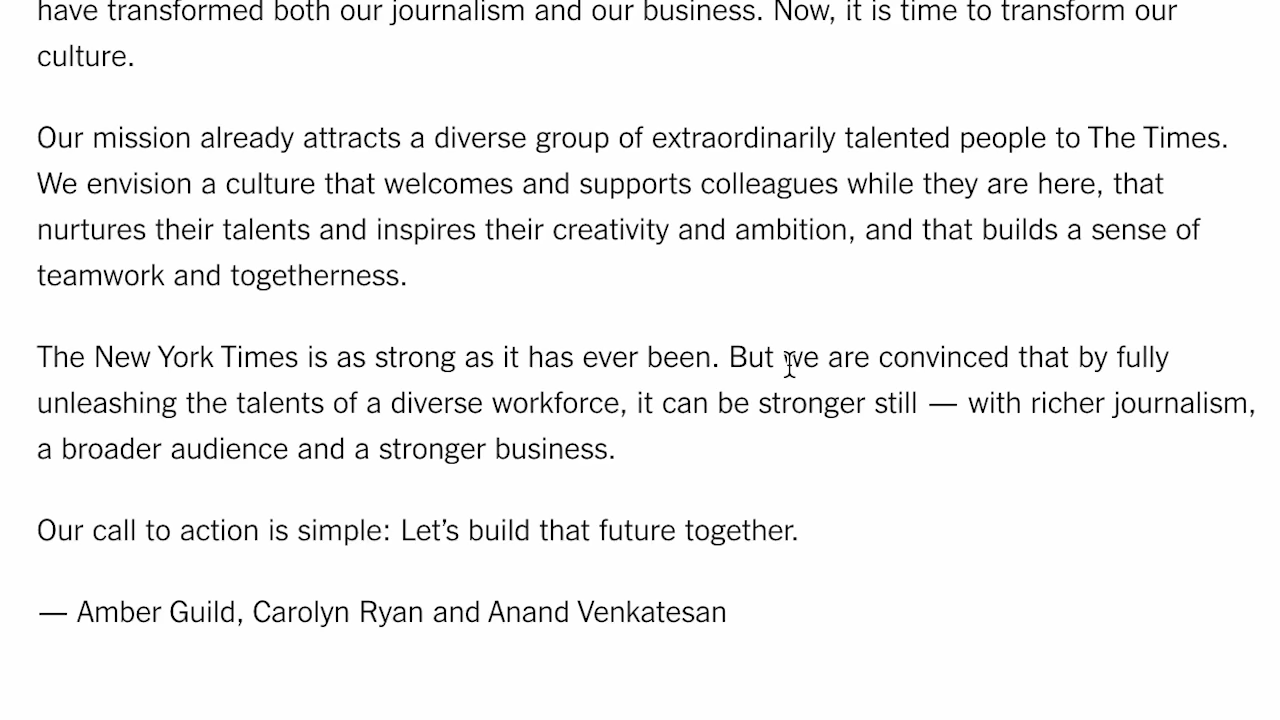 have transformed both our journalism and our business. Now, it is time to transform our
culture.
Our mission already attracts a diverse group of extraordinarily talented people to The Times.
We envision a culture that welcomes and supports colleagues while they are here, that
nurtures their talents and inspires their creativity and ambition, and that builds a sense of
teamwork and togetherness.
The New York Times is as strong as it has ever been. But we are convinced that by fully
unleashing the talents of a diverse workforce, it can be stronger still — with richer journalism,
a broader audience and a stronger business.
Our call to action is simple: Let’s build that future together.
— Amber Guild, Carolyn Ryan and Anand Venkatesan